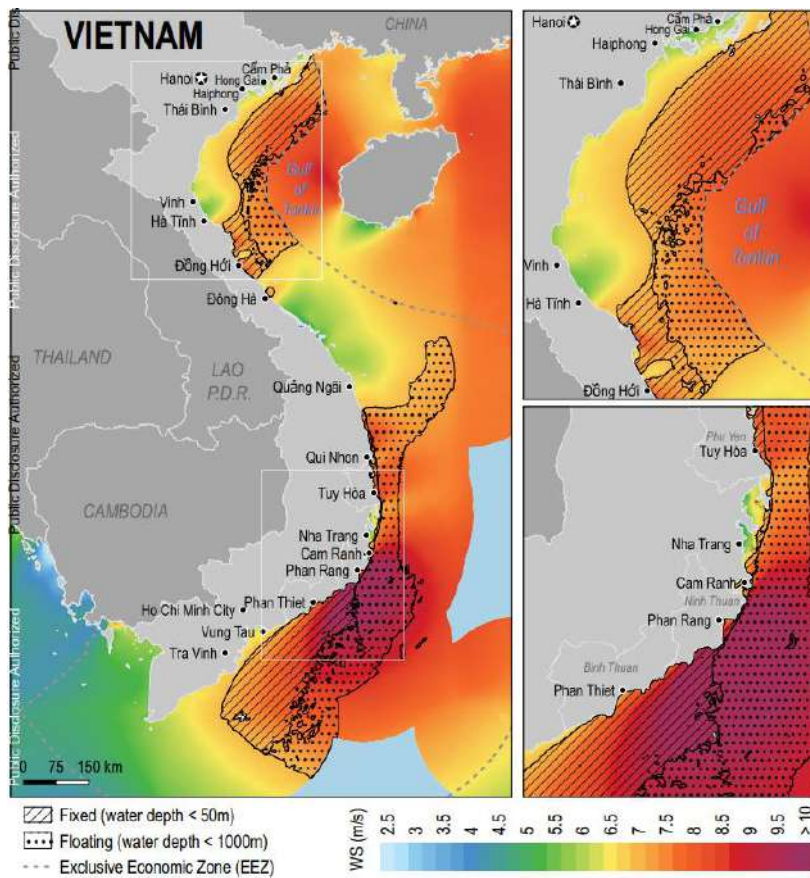 Public Disclosure Authorized
Public Disclosure Authorized
Public Disclosure Authorized
Public Dis
VIETNAM
CHINA
Hanoi
Cẩm Phả
Hong Gai
Haiphong
Thái Bình
Gulf
of
Tonkin
Vinh
Hà Tĩnh
Đồng Hới
Đông Hà
THAILAND
LAO
P.D.R.
Quảng Ngãi
Qui Nhon
CAMBODIA
Tuy Hòa
Nha Trang
Cam Ranh
Phan Rang
Phan Thiet
Ho Chi Minh City
Vung Tau
Tra Vinh
0 75 150 km
Hanoi
Cẩm Phả
Hong Gai
Haiphong
Thái Bình
Gulf
of
Tonkin
Vinh
Hà Tĩnh
Đồng Hới
Phu Yen
Tuy Hòa
Nha Trang
Cam Ranh
Ninh Thuan
Phan Rang
Binh Thuan
Phan Thiet
Fixed (water depth < 50m)
Floating (water depth < 1000m)
Exclusive Economic Zone (EEZ)
WS (m/s)
2.5 3 4 4.5 5 5.5 6 6.5 7 7.5 8 8.5 9 9.5 >10